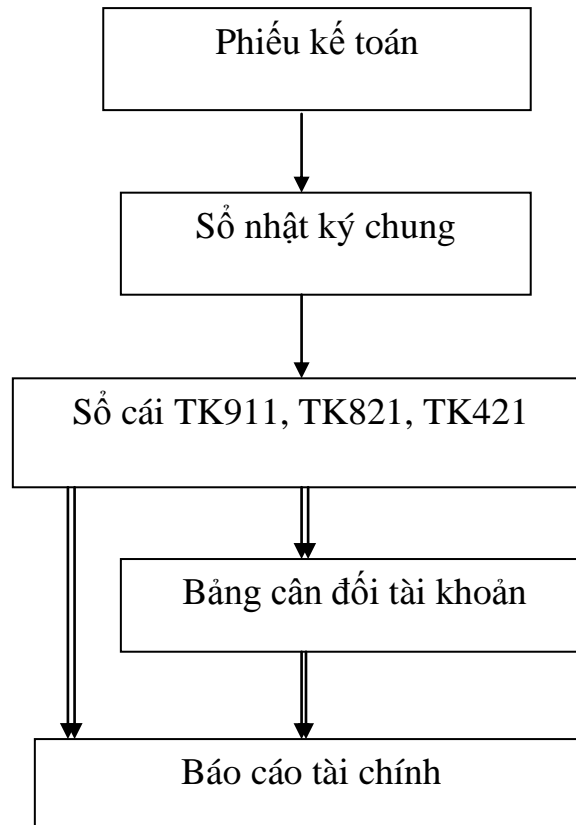 Phiếu kế toán
Sổ nhật ký chung
Sổ cái TK911, TK821, TK421
Bảng cân đối tài khoản
Báo cáo tài chính